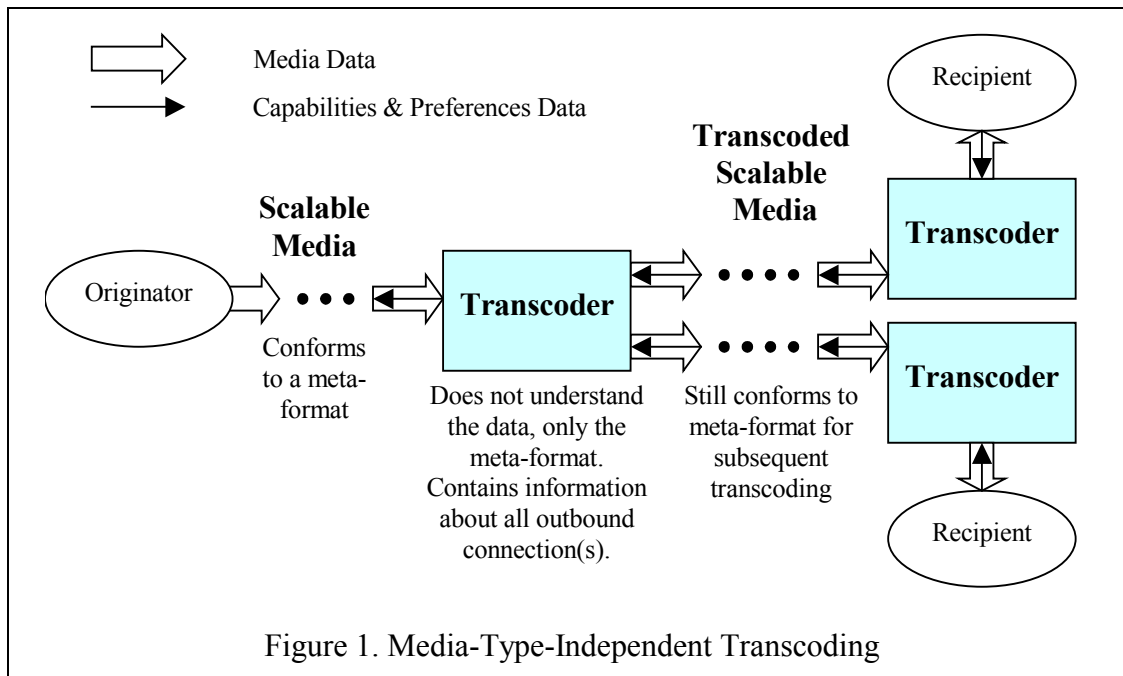 Media Data
Capabilities & Preferences Data
Recipient
Transcoded
Scalable
Media
Scalable
Media
Transcoder
Originator
Transcoder
Conforms
to a meta-
format
Does not understand
the data, only the
meta-format.
Contains information
about all outbound
connection(s).
Still conforms to
meta-format for
subsequent
transcoding
Transcoder
Recipient
Figure 1. Media-Type-Independent Transcoding